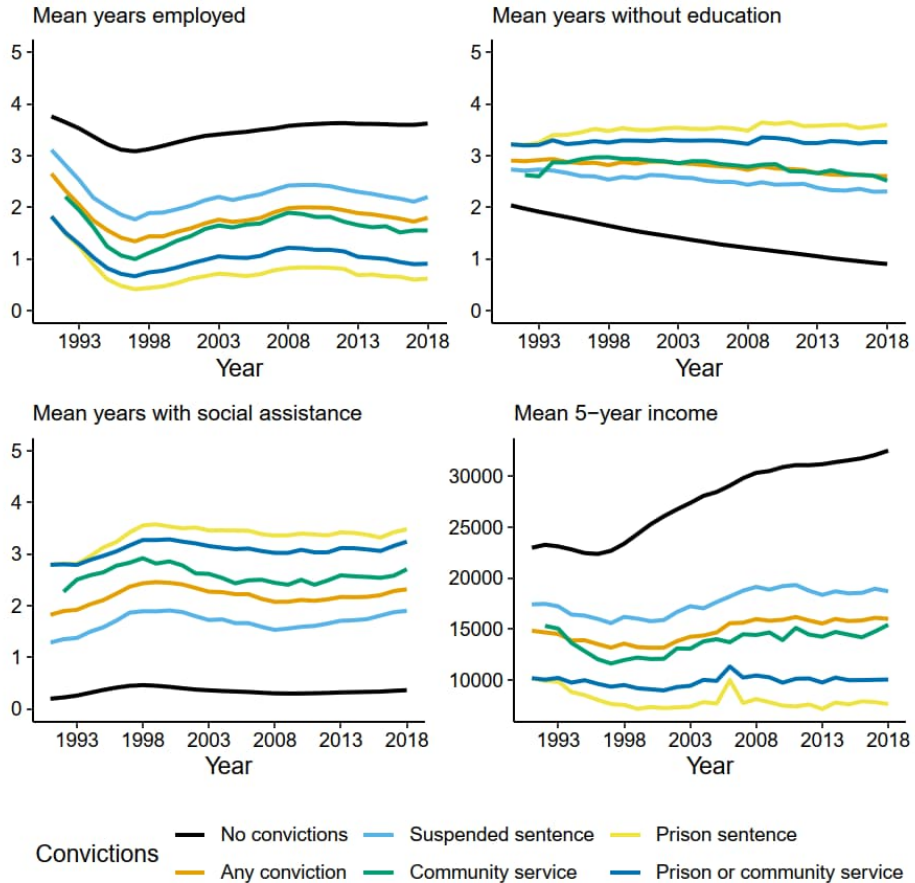 Mean years employed
5
4
3
2
1
0
1993 1998 2003 2008 2013 2018
Year
Mean years without education
5
4
3
2
1
0
1993 1998 2003 2008 2013 2018
Year
Mean years with social assistance
5
4
3
2
1
0
1993 1998 2003 2008 2013 2018
Year
Mean 5−year income
30000
25000
20000
15000
10000
1993 1998 2003 2008 2013 2018
Year
Convictions
No convictions Suspended sentence Prison sentence
Any conviction Community service Prison or community service